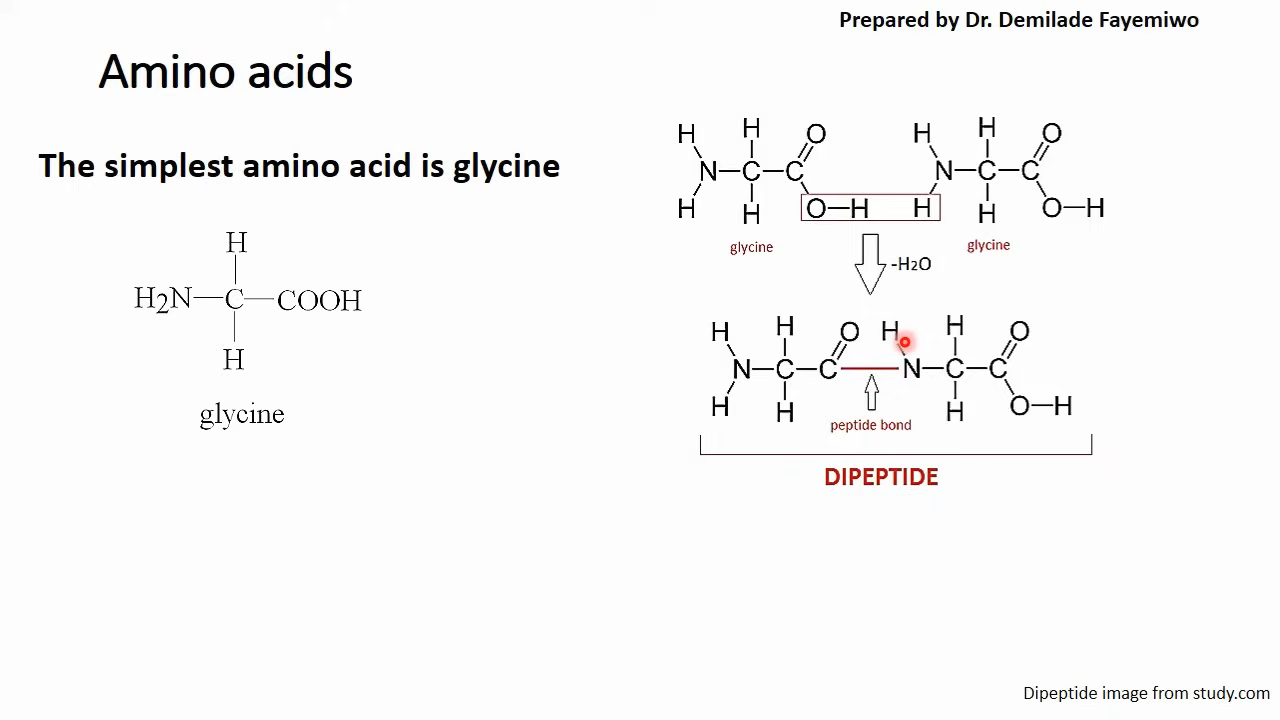 Prepared by Dr. Demilade Fayemiwo
Amino acids
The simplest amino acid is glycine
H
H2N C COOH
H
glycine
H H O H H O
N C C N C C
H H O H H H O H
glycine glycine
-H2O
H H O H H O
N C C N C C
H H H O H
peptide bond
DIPEPTIDE
Dipeptide image from study.com